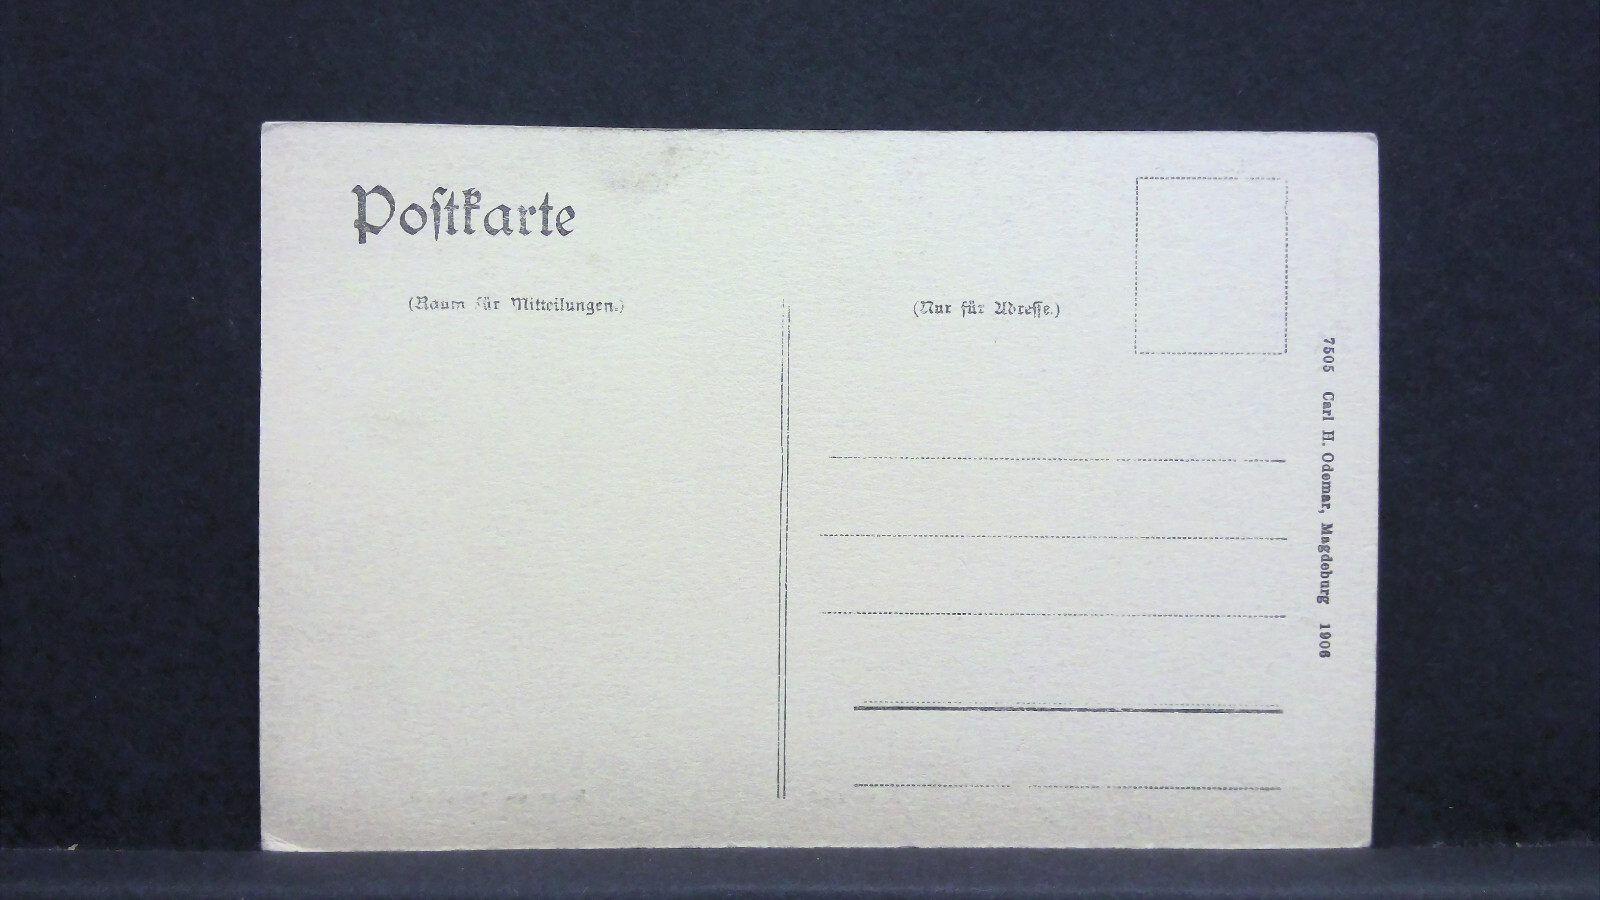 Poſtkarte
(Raum für Mitteilungen.)
(Nur für Adreſſe.)
7505 Carl H. Odemar, Magdeburg 1906